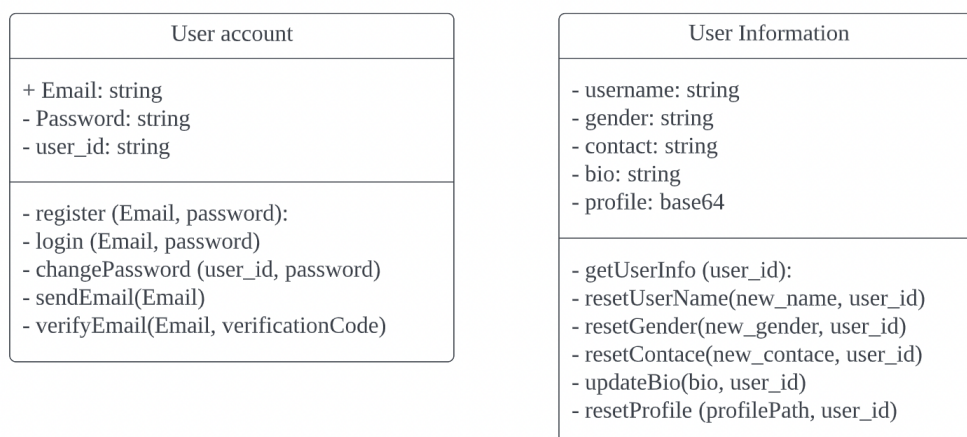 User account
+ Email: string
- Password: string
- user_id: string
- register (Email, password):
- login (Email, password)
- changePassword (user_id, password)
- sendEmail(Email)
- verifyEmail(Email, verificationCode)
User Information
- username: string
- gender: string
- contact: string
- bio: string
- profile: base64
- getUserInfo (user_id):
- resetUserName(new_name, user_id)
- resetGender(new_gender, user_id)
- resetContace(new_contace, user_id)
- updateBio(bio, user_id)
- resetProfile (profilePath, user_id)